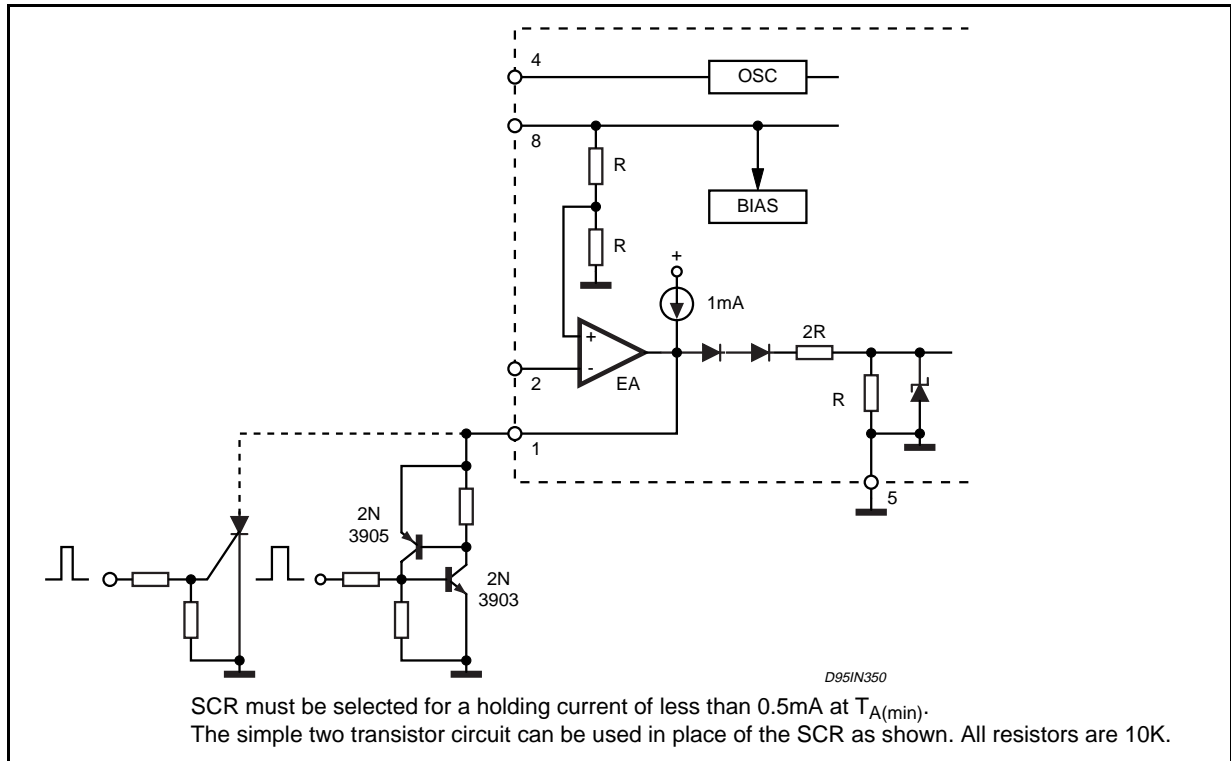 4
OSC
8
R
BIAS
R
+
1mA
+
2R
-
EA
2
R
1
5
2N
3905
2N
3903
D95IN350
SCR must be selected for a holding current of less than 0.5mA at TA(min).
The simple two transistor circuit can be used in place of the SCR as shown. All resistors are 10K.